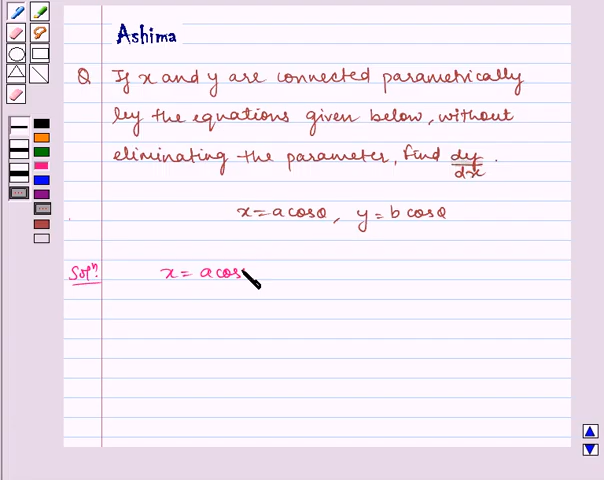 Ashima
Q If x and y are connected parametrically
by the equations given below, without
eliminating the parameter, find dy/dx.
x = a cosθ, y = b cosθ
Solⁿ. x = a cos